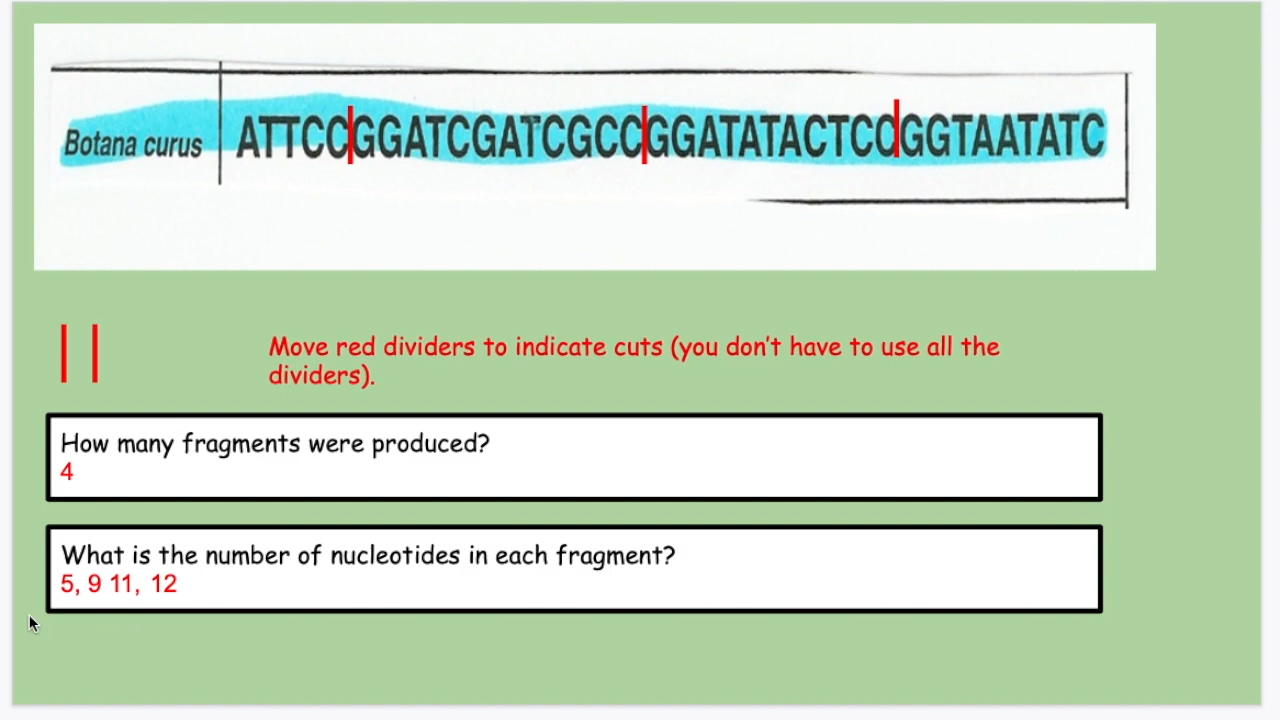 Botana curus ATTCCGGATCGATCGCCGGATATACTCCGGTAATATC
Move red dividers to indicate cuts (you don't have to use all the
dividers).
How many fragments were produced?
4
What is the number of nucleotides in each fragment?
5, 9 11, 12